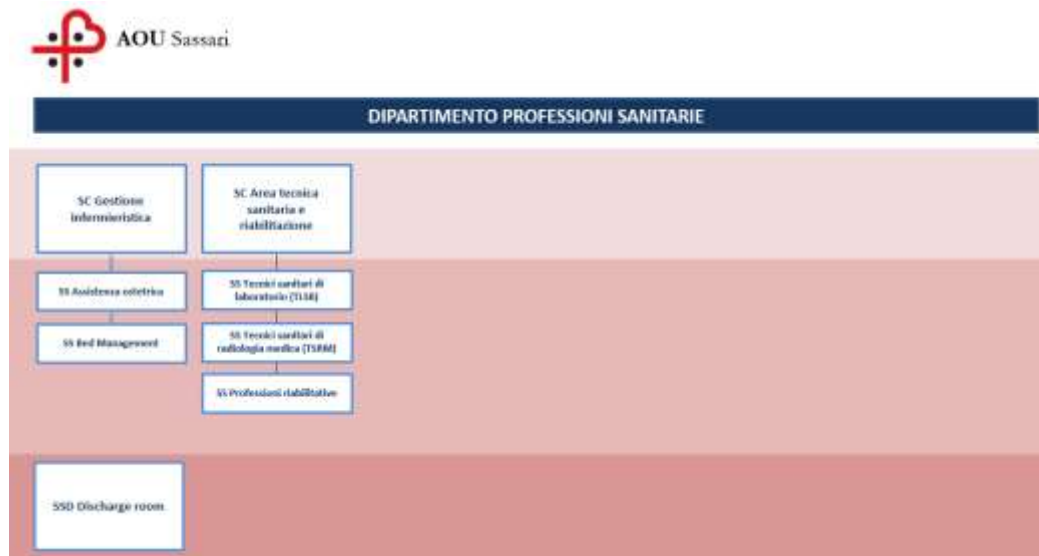 AOU Sassari
DIPARTIMENTO PROFESSIONI SANITARIE
SC Gestione
infermieristica
SC Area tecnica
sanitaria e
riabilitazione
SS Assistenza ostetrica
SS Bed Management
SS Tecnici sanitari di
laboratorio (TLSB)
SS Tecnici sanitari di
radiologia medica (TSRM)
SS Professioni riabilitative
SSD Discharge room